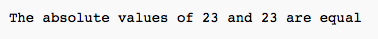 The absolute values of 23 and 23 are equal